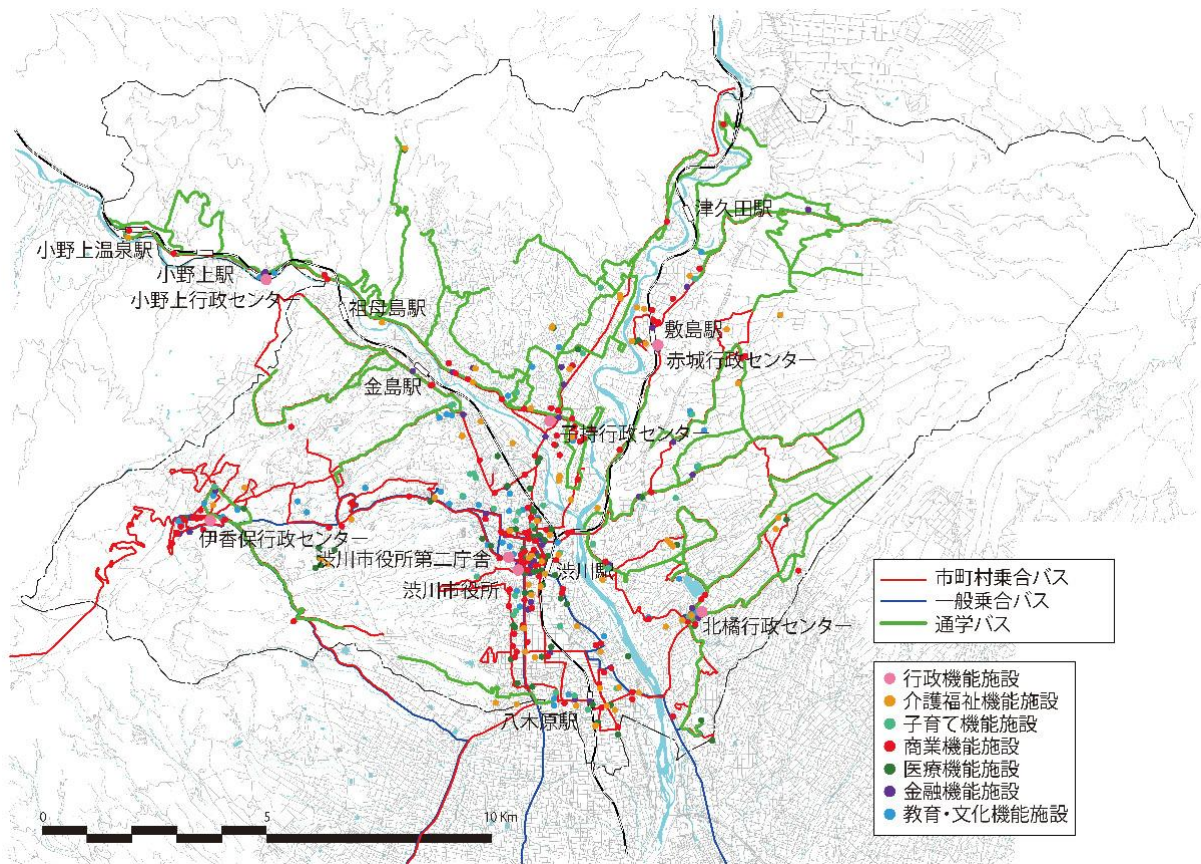 津久田駅
小野上温泉駅
小野上駅
小野上行政センター
祖母島駅
敷島駅
赤城行政センター
金島駅
子持行政センター
伊香保行政センター
渋川市役所第二庁舎
渋川駅
渋川市役所
北橘行政センター
八木原駅
市町村乗合バス
一般乗合バス
通学バス
行政機能施設
介護福祉機能施設
子育て機能施設
商業機能施設
医療機能施設
金融機能施設
教育・文化機能施設
0 5 10 Km